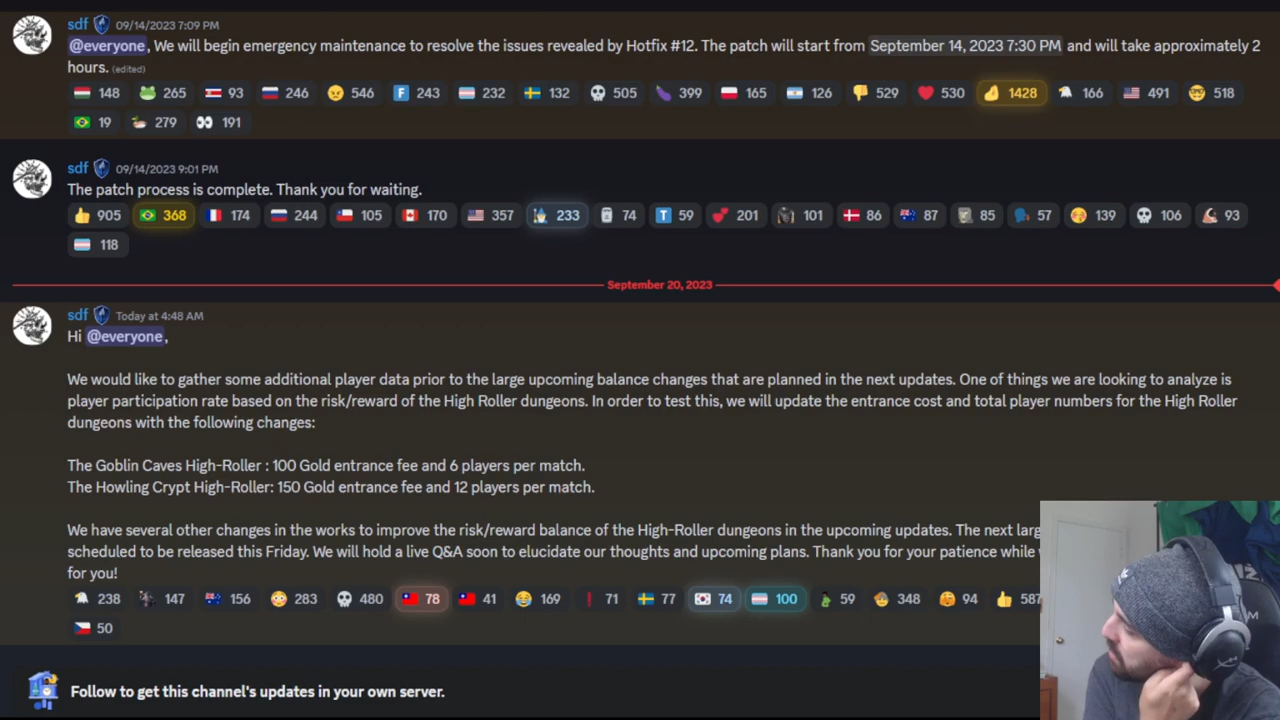 sdf 09/14/2023 7:09 PM
@everyone, We will begin emergency maintenance to resolve the issues revealed by Hotfix #12. The patch will start from September 14, 2023 7:30 PM and will take approximately 2
hours. (edited)
148 265 93 246 546 F 243 232 132 505 399 165 126 529 530 1428 166 491 518
19 279 191
sdf 09/14/2023 9:01 PM
The patch process is complete. Thank you for waiting.
905 368 174 244 105 170 357 233 74 T 59 201 101 86 87 85 57 139 106 93
118
September 20, 2023
sdf Today at 4:48 AM
Hi @everyone,
We would like to gather some additional player data prior to the large upcoming balance changes that are planned in the next updates. One of things we are looking to analyze is
player participation rate based on the risk/reward of the High Roller dungeons. In order to test this, we will update the entrance cost and total player numbers for the High Roller
dungeons with the following changes:
The Goblin Caves High-Roller : 100 Gold entrance fee and 6 players per match.
The Howling Crypt High-Roller: 150 Gold entrance fee and 12 players per match.
We have several other changes in the works to improve the risk/reward balance of the High-Roller dungeons in the upcoming updates. The next
scheduled to be released this Friday. We will hold a live Q&A soon to elucidate our thoughts and upcoming plans. Thank you for your patience while
for you!
238 147 156 283 480 78 41 169 71 77 74 100 59 348 94 587
50
Follow to get this channel's updates in your own server.